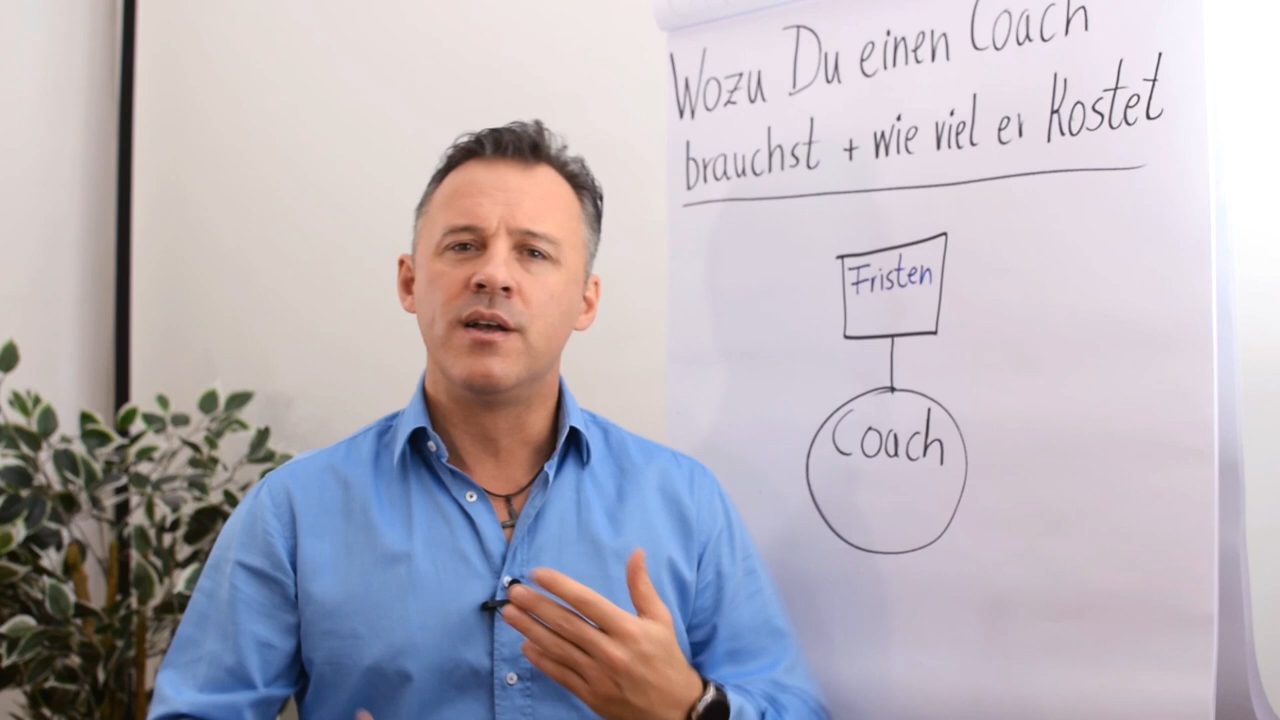 Wozu Du einen Coach
brauchst + wie viel er kostet
Fristen
Coach